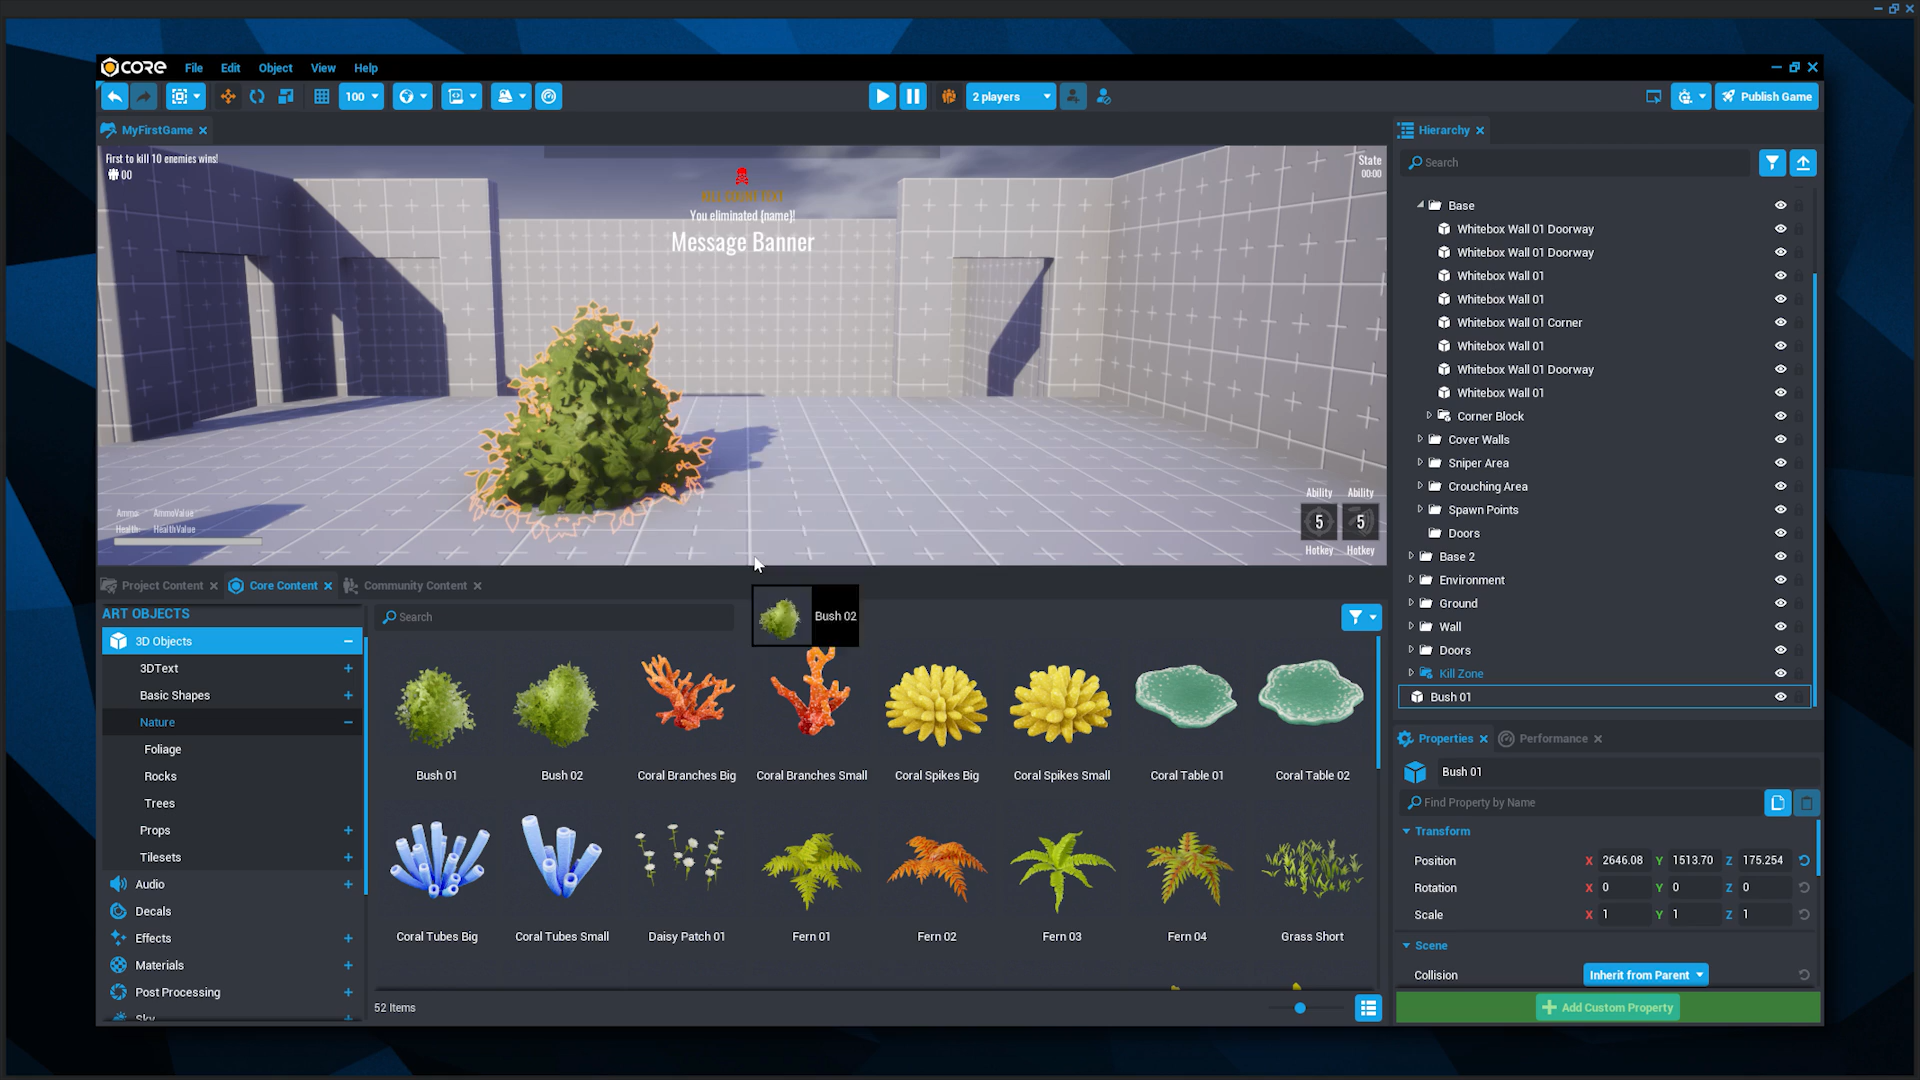 CORE File Edit Object View Help
100 2 players Publish Game
MyFirstGame
First to kill 10 enemies wins!
00
KILL COUNT TEXT
You eliminated {name}!
Message Banner
State
00:00
Ammo AmmoValue
Health HealthValue
Ability Ability
5 5
Hotkey Hotkey
Project Content Core Content Community Content
ART OBJECTS
3D Objects
3DText
Basic Shapes
Nature
Foliage
Rocks
Trees
Props
Tilesets
Audio
Decals
Effects
Materials
Post Processing
Sky
Search
Bush 02
Bush 01 Bush 02 Coral Branches Big Coral Branches Small Coral Spikes Big Coral Spikes Small Coral Table 01 Coral Table 02
Coral Tubes Big Coral Tubes Small Daisy Patch 01 Fern 01 Fern 02 Fern 03 Fern 04 Grass Short
52 Items
Hierarchy
Search
Base
Whitebox Wall 01 Doorway
Whitebox Wall 01 Doorway
Whitebox Wall 01
Whitebox Wall 01
Whitebox Wall 01 Corner
Whitebox Wall 01
Whitebox Wall 01 Doorway
Whitebox Wall 01
Corner Block
Cover Walls
Sniper Area
Crouching Area
Spawn Points
Doors
Base 2
Environment
Ground
Wall
Doors
Kill Zone
Bush 01
Properties Performance
Bush 01
Find Property by Name
Transform
Position X 2646.08 Y 1513.70 Z 175.254
Rotation X 0 Y 0 Z 0
Scale X 1 Y 1 Z 1
Scene
Collision Inherit from Parent
Add Custom Property